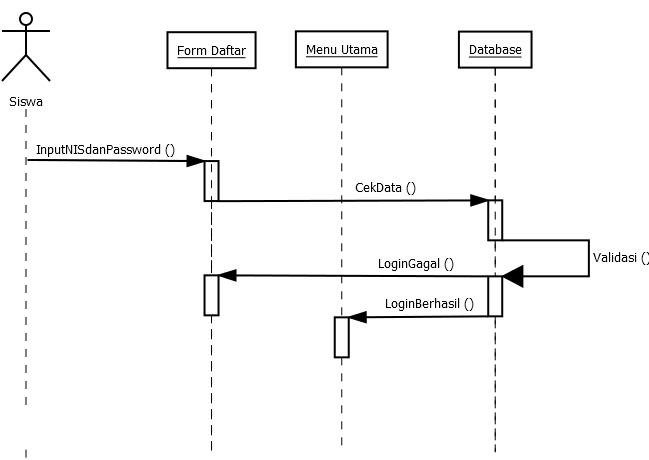 Form Daftar
Menu Utama
Database
Siswa
InputNISdanPassword ()
CekData ()
Validasi ()
LoginGagal ()
LoginBerhasil ()